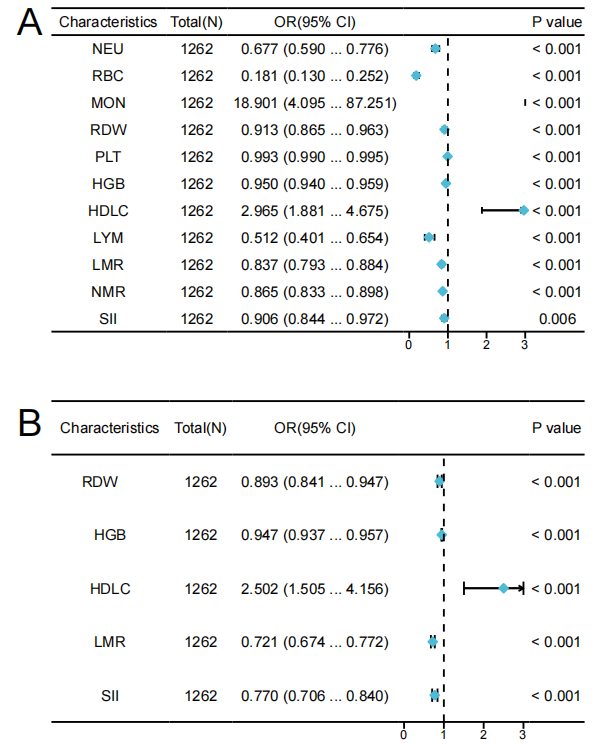 A
Characteristics Total(N) OR(95% CI) P value
NEU 1262 0.677 (0.590 ... 0.776) < 0.001
RBC 1262 0.181 (0.130 ... 0.252) < 0.001
MON 1262 18.901 (4.095 ... 87.251) < 0.001
RDW 1262 0.913 (0.865 ... 0.963) < 0.001
PLT 1262 0.993 (0.990 ... 0.995) < 0.001
HGB 1262 0.950 (0.940 ... 0.959) < 0.001
HDLC 1262 2.965 (1.881 ... 4.675) < 0.001
LYM 1262 0.512 (0.401 ... 0.654) < 0.001
LMR 1262 0.837 (0.793 ... 0.884) < 0.001
NMR 1262 0.865 (0.833 ... 0.898) < 0.001
SII 1262 0.906 (0.844 ... 0.972) 0.006
0 1 2 3
B
Characteristics Total(N) OR(95% CI) P value
RDW 1262 0.893 (0.841 ... 0.947) < 0.001
HGB 1262 0.947 (0.937 ... 0.957) < 0.001
HDLC 1262 2.502 (1.505 ... 4.156) < 0.001
LMR 1262 0.721 (0.674 ... 0.772) < 0.001
SII 1262 0.770 (0.706 ... 0.840) < 0.001
0 1 2 3